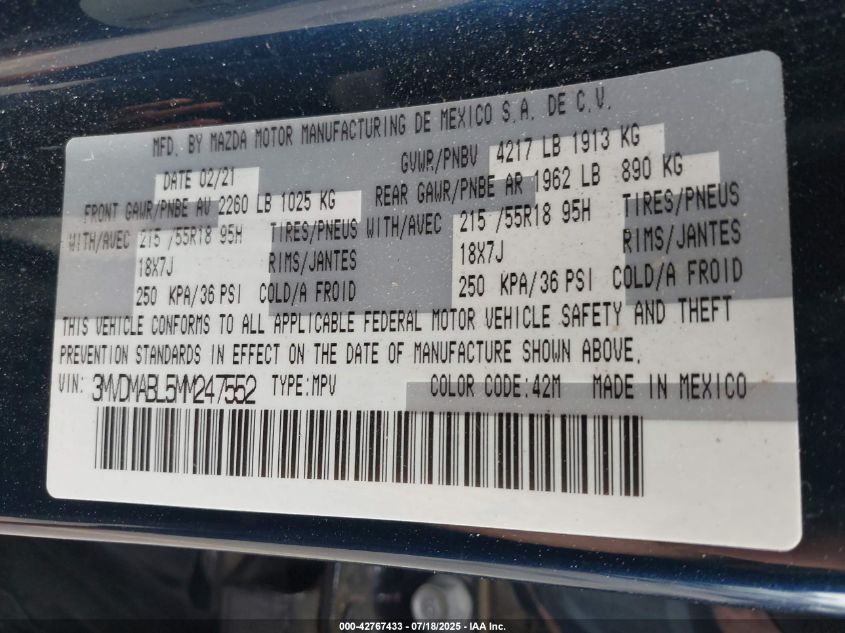 MFD. BY MAZDA MOTOR MANUFACTURING DE MEXICO S.A. DE C.V.
DATE 02/21 GVWR/PNBV 4217 LB 1913 KG
FRONT GAWR/PNBE AV 2260 LB 1025 KG REAR GAWR/PNBE AR 1962 LB 890 KG
WITH/AVEC 215 /55R18 95H TIRES/PNEUS WITH/AVEC 215 /55R18 95H TIRES/PNEUS
18X7J RIMS/JANTES 18X7J RIMS/JANTES
250 KPA/36 PSI COLD/A FROID 250 KPA/36 PSI COLD/A FROID
THIS VEHICLE CONFORMS TO ALL APPLICABLE FEDERAL MOTOR VEHICLE SAFETY AND THEFT
PREVENTION STANDARDS IN EFFECT ON THE DATE OF MANUFACTURE SHOWN ABOVE.
VIN: 3MVDMABL5MM247552 TYPE:MPV COLOR CODE:42M MADE IN MEXICO
000-42767433 - 07/18/2025 - IAA Inc.